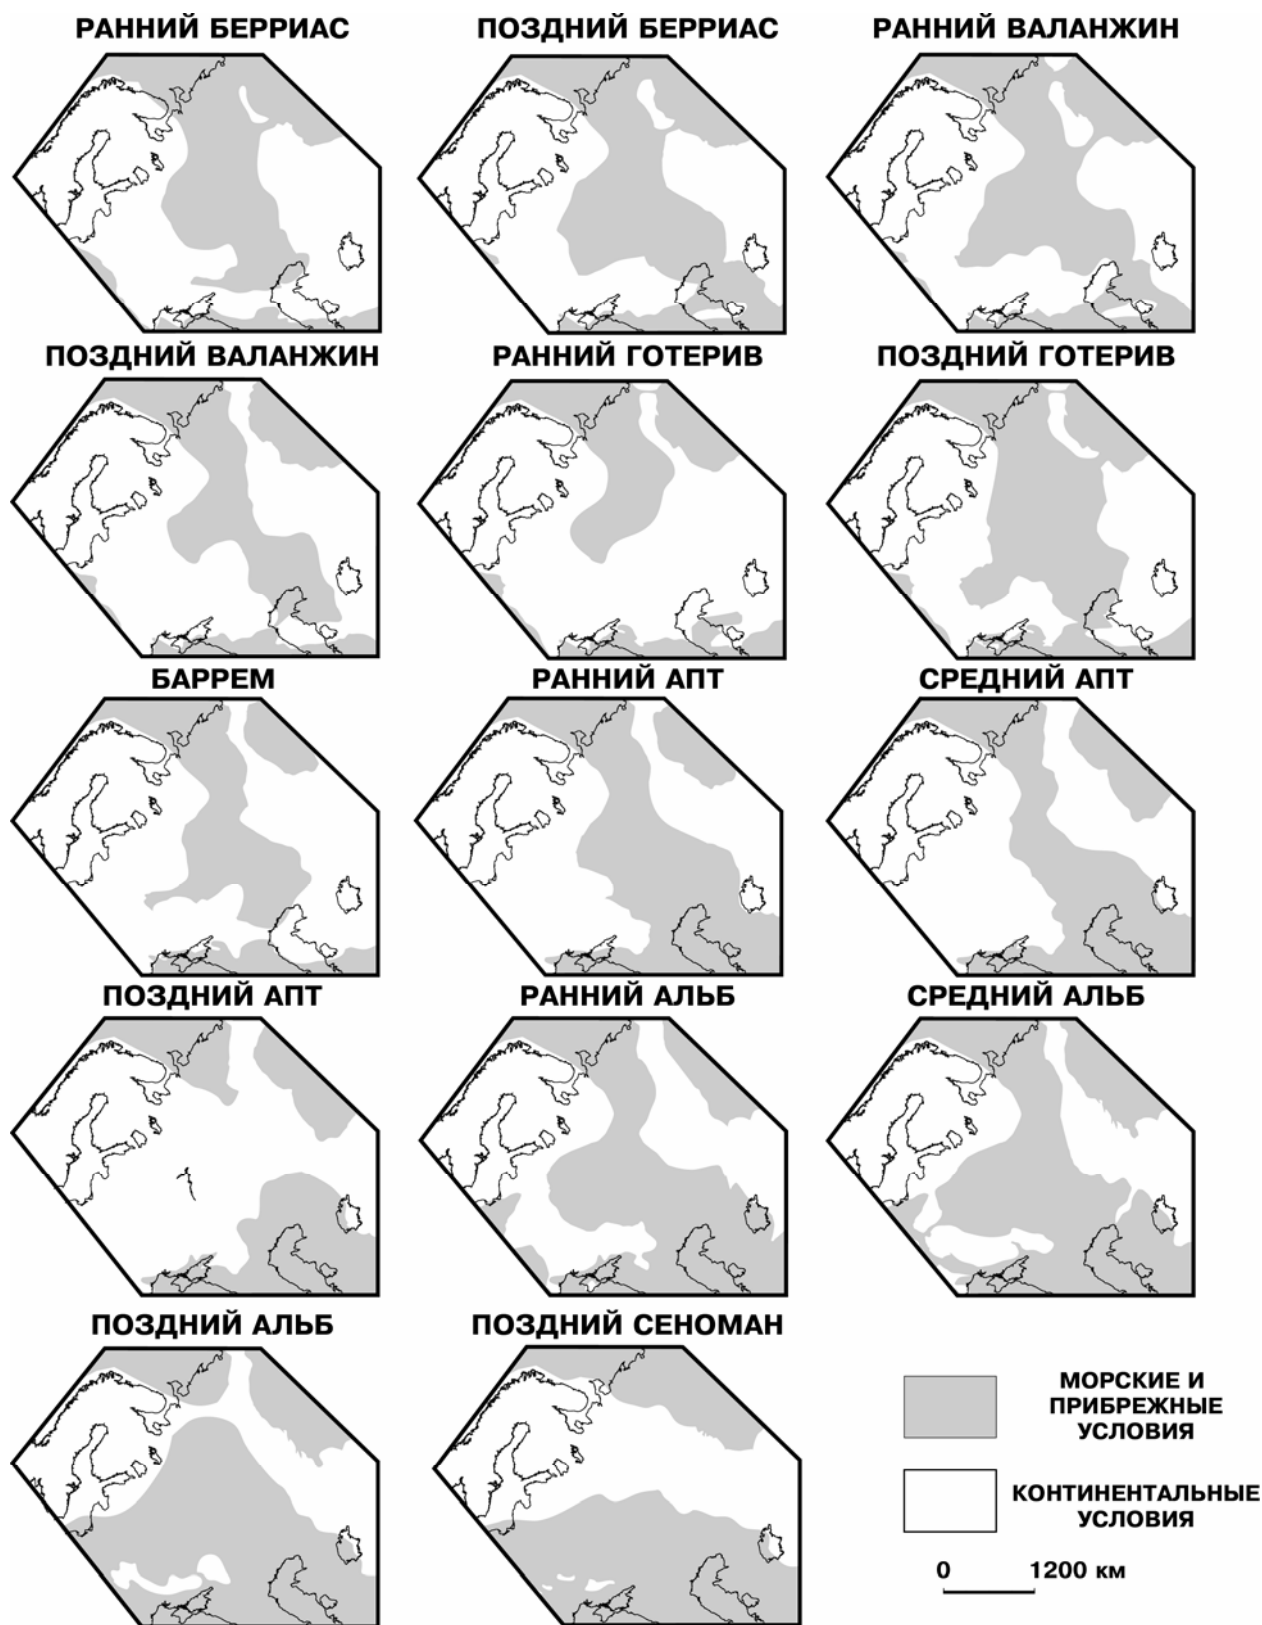 РАННИЙ БЕРРИАС
ПОЗДНИЙ БЕРРИАС
РАННИЙ ВАЛАНЖИН
ПОЗДНИЙ ВАЛАНЖИН
РАННИЙ ГОТЕРИВ
ПОЗДНИЙ ГОТЕРИВ
БАРРЕМ
РАННИЙ АПТ
СРЕДНИЙ АПТ
ПОЗДНИЙ АПТ
РАННИЙ АЛЬБ
СРЕДНИЙ АЛЬБ
ПОЗДНИЙ АЛЬБ
ПОЗДНИЙ СЕНОМАН
МОРСКИЕ И
ПРИБРЕЖНЫЕ
УСЛОВИЯ
КОНТИНЕНТАЛЬНЫЕ
УСЛОВИЯ
0 1200 км